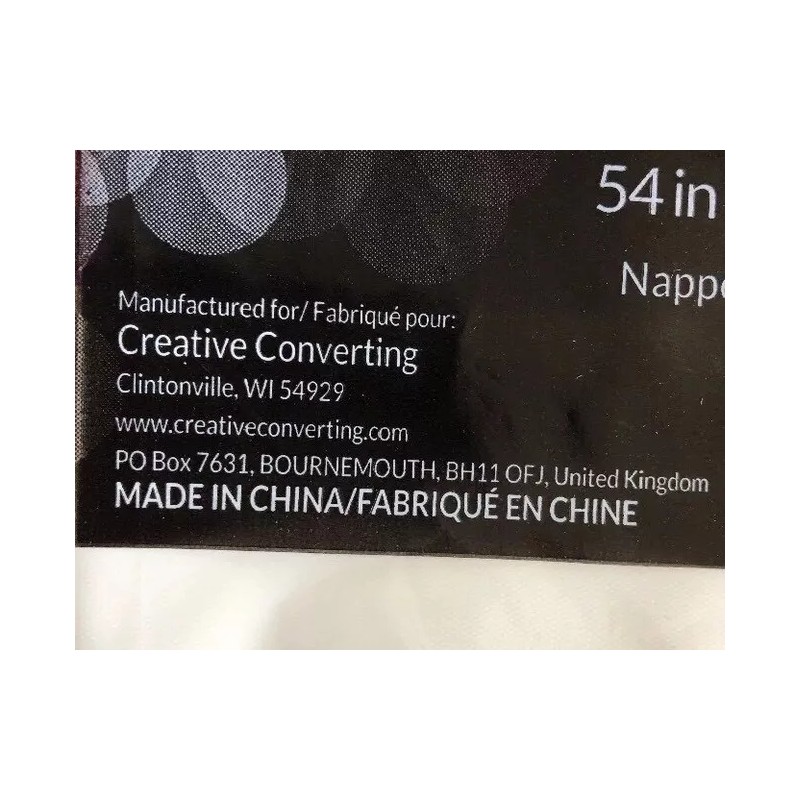 54 in
Manufactured for/ Fabriqué pour:
Creative Converting
Clintonville, WI 54929
www.creativeconverting.com
PO Box 7631, BOURNEMOUTH, BH11 OFJ, United Kingdom
MADE IN CHINA/FABRIQUÉ EN CHINE